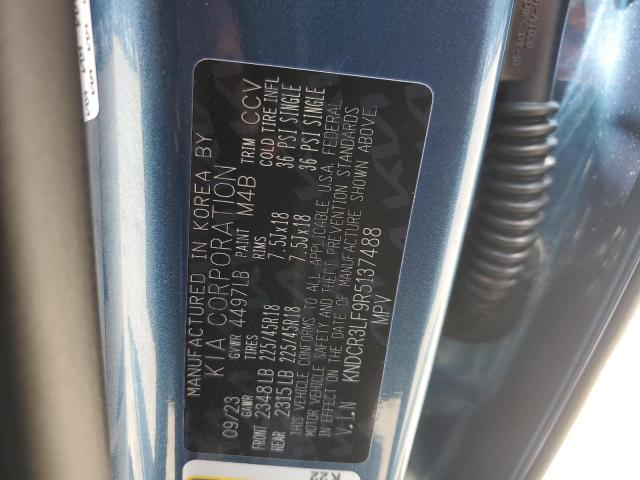 MANUFACTURED IN KOREA BY
KIA CORPORATION
09/23 GVWR 4497LB PAINT M4B TRIM CCV
GAWR TIRES RIMS COLD TIRE INFL
FRONT 2348LB 225/45R18 7.5Jx18 36 PSI SINGLE
REAR 2315LB 225/45R18 7.5Jx18 36 PSI SINGLE
THIS VEHICLE CONFORMS TO ALL APPLICABLE U.S.A. FEDERAL
MOTOR VEHICLE SAFETY AND THEFT PREVENTION STANDARDS
IN EFFECT ON THE DATE OF MANUFACTURE SHOWN ABOVE.
V.I.N KNDCR3LF9R5137488
MPV